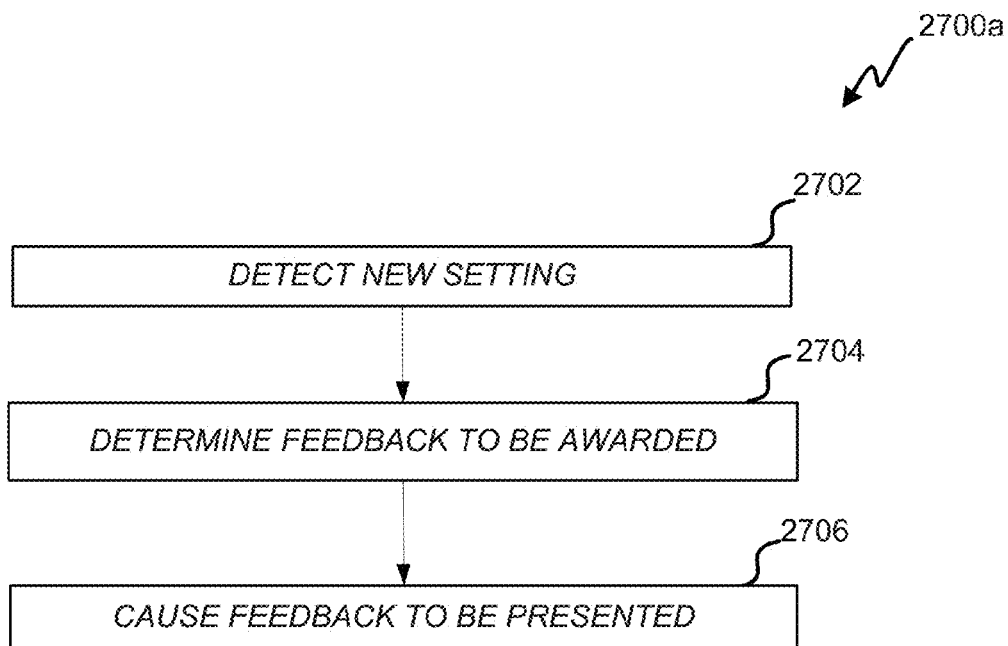 2700a
2702
DETECT NEW SETTING
2704
DETERMINE FEEDBACK TO BE AWARDED
2706
CAUSE FEEDBACK TO BE PRESENTED